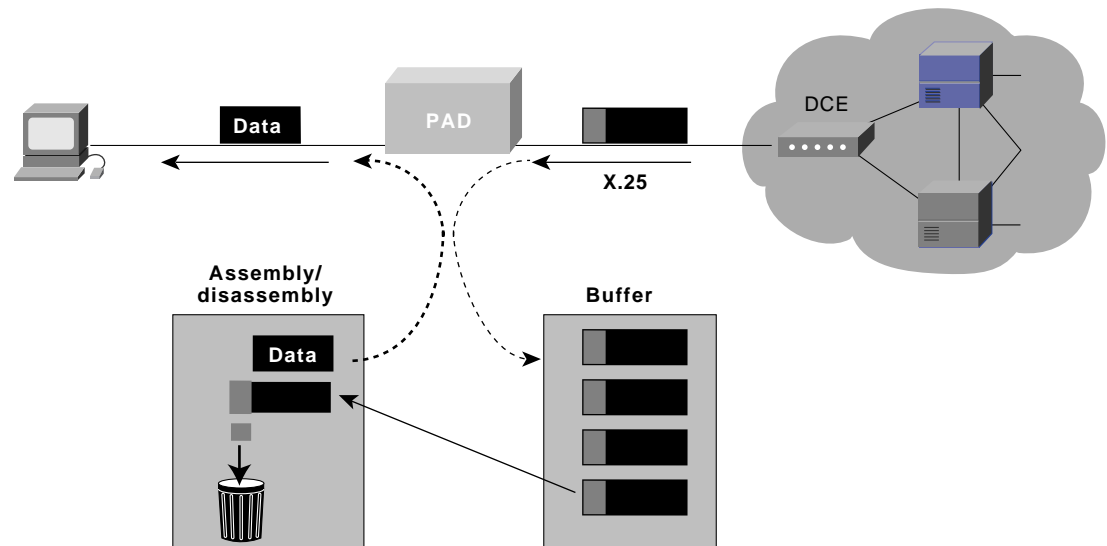 DCE
Data
PAD
X.25
Assembly/
disassembly
Buffer
Data